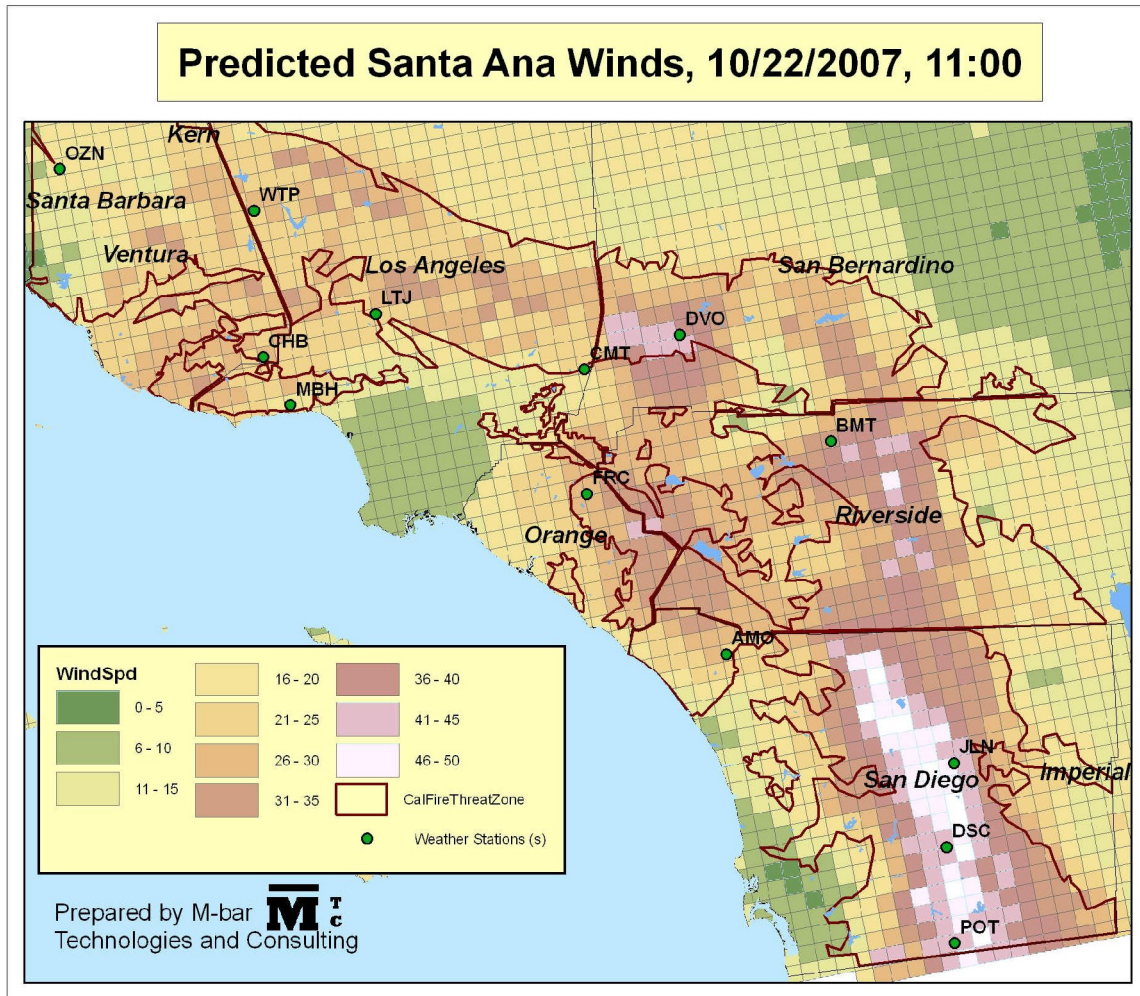 Predicted Santa Ana Winds, 10/22/2007, 11:00
Kern
OZN
WTP
Santa Barbara
Ventura
Los Angeles
San Bernardino
LTJ
DVO
CHB
CMT
MBH
BMT
FRC
Riverside
Orange
AMO
JLN
San Diego
Imperial
DSC
POT
WindSpd
0 - 5
6 - 10
11 - 15
16 - 20
21 - 25
26 - 30
31 - 35
36 - 40
41 - 45
46 - 50
CalFireThreatZone
Weather Stations (s)
Prepared by M-bar
Technologies and Consulting
M T C